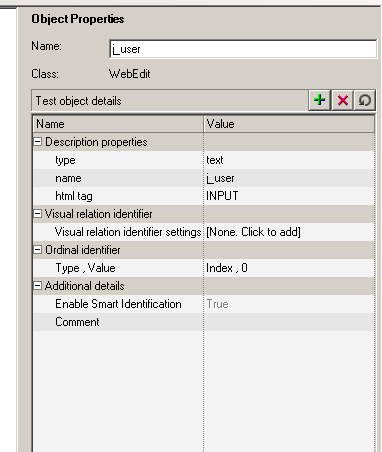 Object Properties
Name: j_user
Class: WebEdit
Test object details
Name Value
Description properties
type text
name j_user
html tag INPUT
Visual relation identifier
Visual relation identifier settings [None. Click to add]
Ordinal identifier
Type , Value Index , 0
Additional details
Enable Smart Identification True
Comment